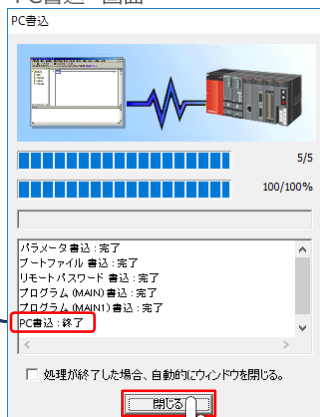 PC書込 画面
PC書込
5/5
100/100%
パラメータ 書込 : 完了
ブートファイル 書込 : 完了
リモートパスワード 書込 : 完了
プログラム (MAIN) 書込 : 完了
プログラム (MAIN1) 書込 : 完了
PC書込 : 終了
処理が終了した場合、自動的にウィンドウを閉じる。
閉じる